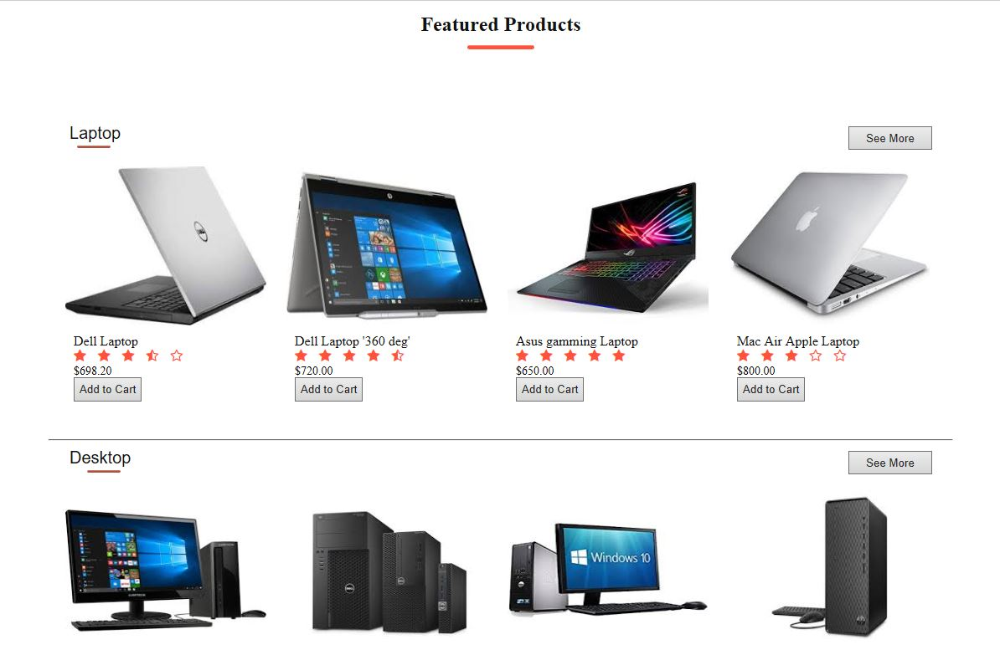 Featured Products
Laptop
See More
Dell Laptop
$698.20
Add to Cart
Dell Laptop '360 deg'
$720.00
Add to Cart
Asus gamming Laptop
$650.00
Add to Cart
Mac Air Apple Laptop
$800.00
Add to Cart
Desktop
See More
Windows 10